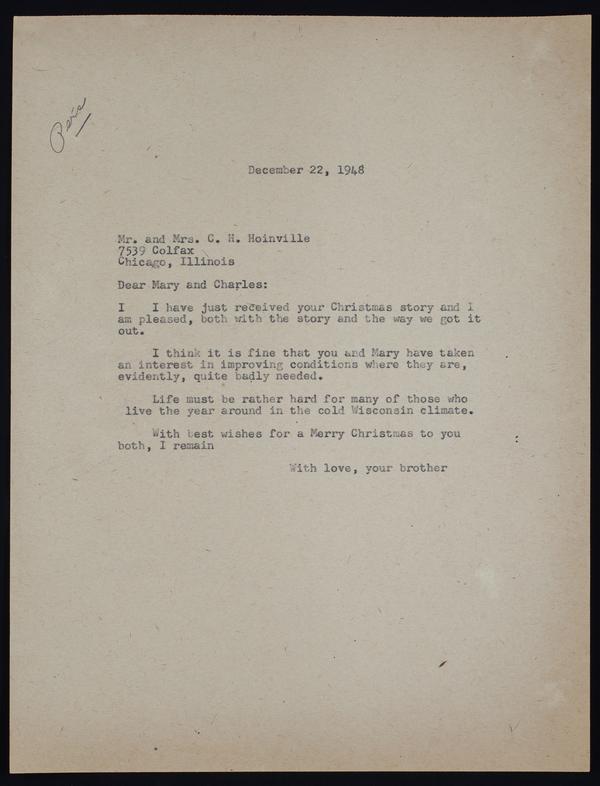 Pers
December 22, 1948
Mr. and Mrs. C. H. Hoinville
7539 Colfax
Chicago, Illinois
Dear Mary and Charles:
I I have just received your Christmas story and I
am pleased, both with the story and the way we got it
out.
I think it is fine that you and Mary have taken
an interest in improving conditions where they are,
evidently, quite badly needed.
Life must be rather hard for many of those who
live the year around in the cold Wisconsin climate.
With best wishes for a Merry Christmas to you
both, I remain
With love, your brother